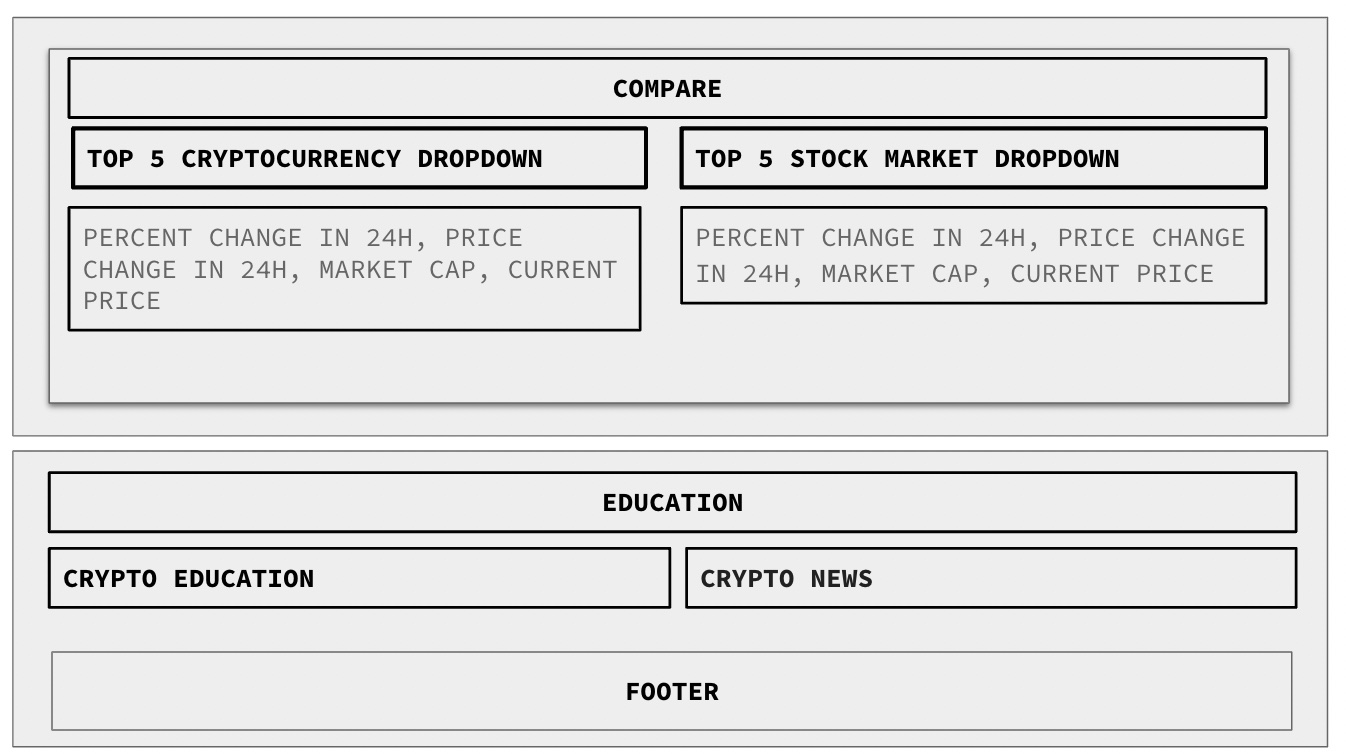 COMPARE
TOP 5 CRYPTOCURRENCY DROPDOWN
TOP 5 STOCK MARKET DROPDOWN
PERCENT CHANGE IN 24H, PRICE
CHANGE IN 24H, MARKET CAP, CURRENT
PRICE
PERCENT CHANGE IN 24H, PRICE CHANGE
IN 24H, MARKET CAP, CURRENT PRICE
EDUCATION
CRYPTO EDUCATION
CRYPTO NEWS
FOOTER